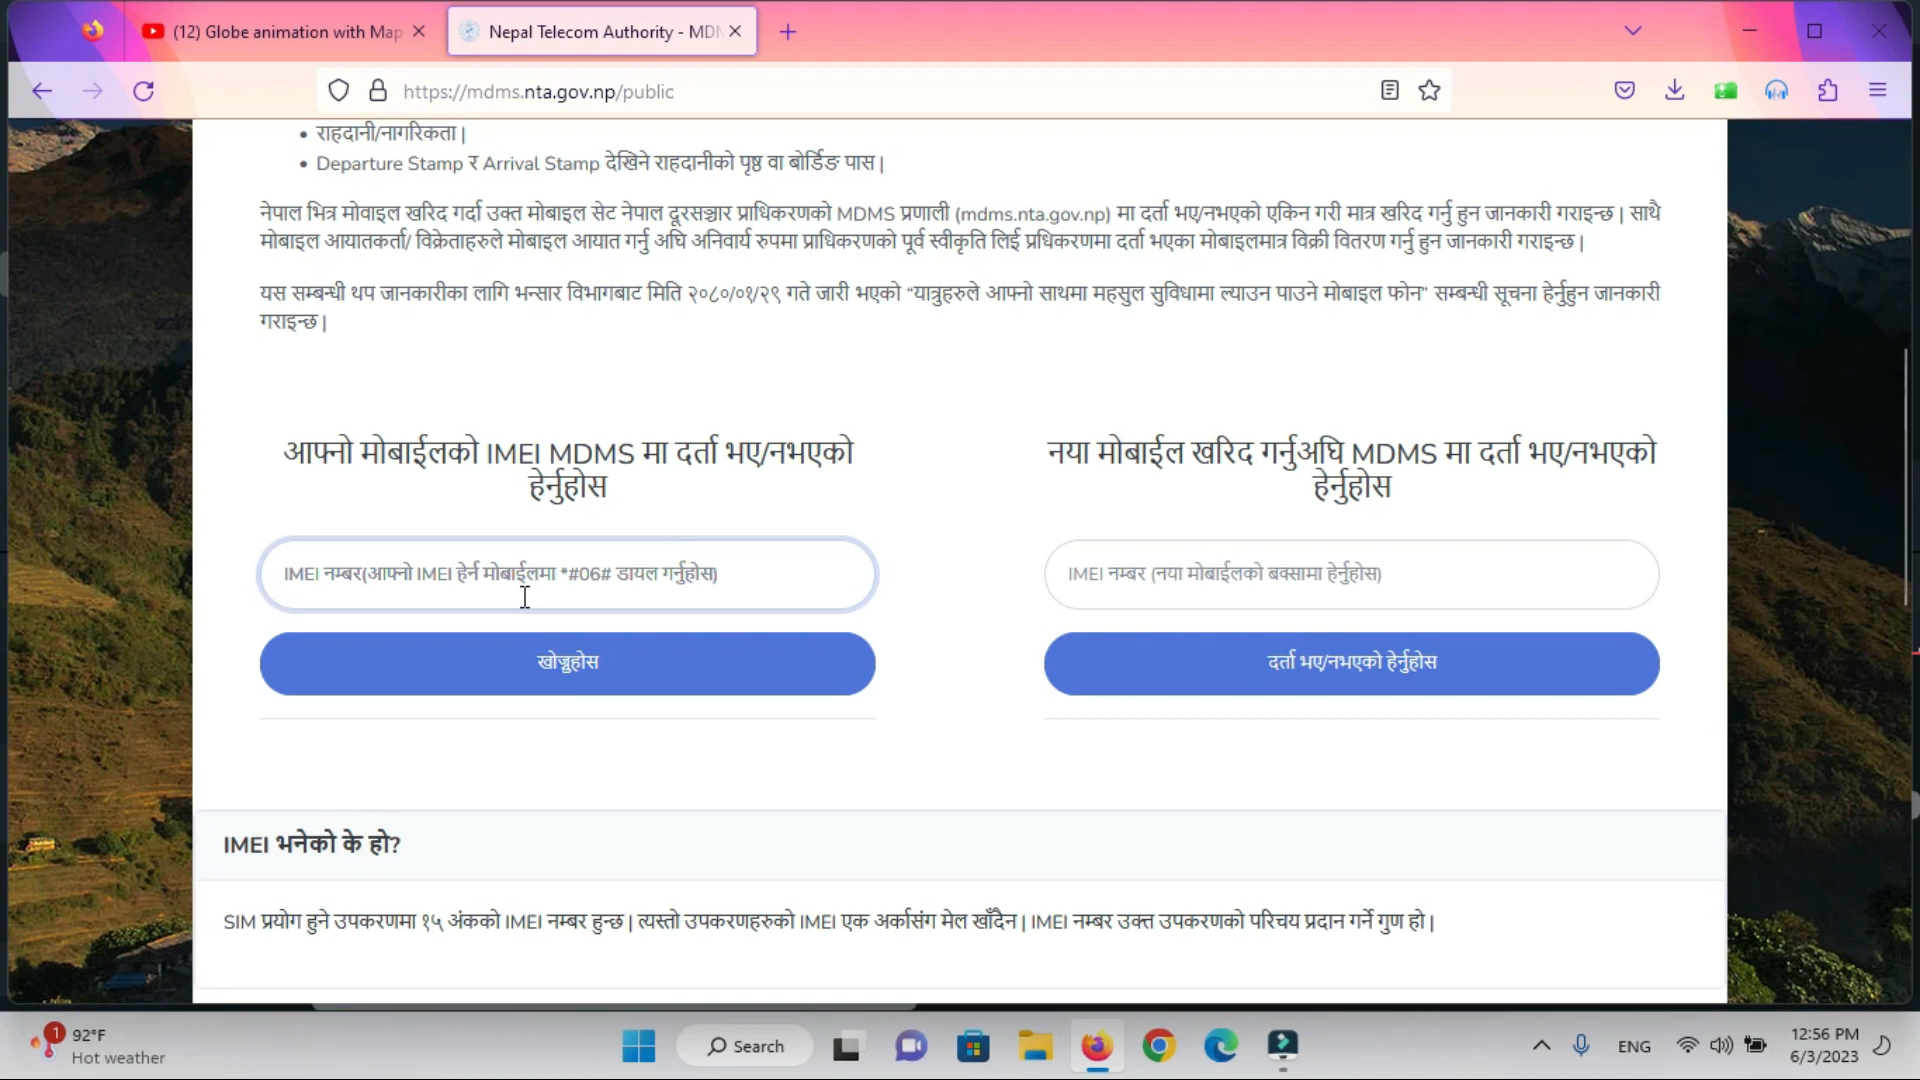 (12) Globe animation with Map
Nepal Telecom Authority - MDM
https://mdms.nta.gov.np/public
• राहदानी/नागरिकता |
• Departure Stamp र Arrival Stamp देखिने राहदानीको पृष्ठ वा बोर्डिङ पास |
नेपाल भित्र मोवाइल खरिद गर्दा उक्त मोबाइल सेट नेपाल दूरसञ्चार प्राधिकरणको MDMS प्रणाली (mdms.nta.gov.np) मा दर्ता भए/नभएको एकिन गरी मात्र खरिद गर्नु हुन जानकारी गराइन्छ | साथै
मोबाइल आयातकर्ता/ विक्रेताहरुले मोबाइल आयात गर्नु अघि अनिवार्य रुपमा प्राधिकरणको पूर्व स्वीकृति लिई प्रधिकरणमा दर्ता भएका मोबाइलमात्र विक्री वितरण गर्नु हुन जानकारी गराइन्छ |
यस सम्बन्धी थप जानकारीका लागि भन्सार विभागबाट मिति २०८०/०१/२९ गते जारी भएको “यात्रुहरुले आफ्नो साथमा महसुल सुविधामा ल्याउन पाउने मोबाइल फोन” सम्बन्धी सूचना हेर्नुहुन जानकारी
गराइन्छ |
आफ्नो मोबाईलको IMEI MDMS मा दर्ता भए/नभएको
हेर्नुहोस
नया मोबाईल खरिद गर्नुअघि MDMS मा दर्ता भए/नभएको
हेर्नुहोस
IMEI नम्बर(आफ्नो IMEI हेर्न मोबाईलमा *#06# डायल गर्नुहोस)
IMEI नम्बर (नया मोबाईलको बक्सामा हेर्नुहोस)
खोज्नुहोस
दर्ता भए/नभएको हेर्नुहोस
IMEI भनेको के हो?
SIM प्रयोग हुने उपकरणमा १५ अंकको IMEI नम्बर हुन्छ | त्यस्तो उपकरणहरुको IMEI एक अर्कासंग मेल खाँदैन | IMEI नम्बर उक्त उपकरणको परिचय प्रदान गर्ने गुण हो |
1
92°F
Hot weather
Search
ENG
12:56 PM
6/3/2023